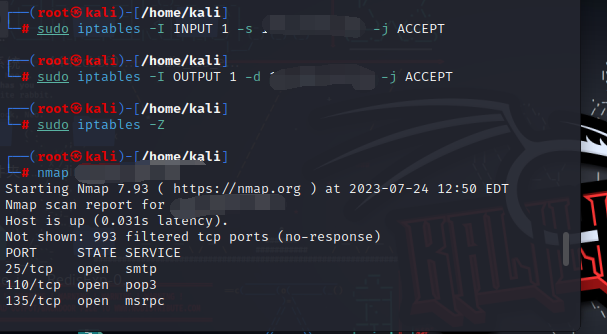 ┌──(root㉿kali)-[/home/kali]
└─# sudo iptables -I INPUT 1 -s -j ACCEPT
┌──(root㉿kali)-[/home/kali]
└─# sudo iptables -I OUTPUT 1 -d -j ACCEPT
┌──(root㉿kali)-[/home/kali]
└─# sudo iptables -Z
┌──(root㉿kali)-[/home/kali]
└─# nmap
Starting Nmap 7.93 ( https://nmap.org ) at 2023-07-24 12:50 EDT
Nmap scan report for
Host is up (0.031s latency).
Not shown: 993 filtered tcp ports (no-response)
PORT STATE SERVICE
25/tcp open smtp
110/tcp open pop3
135/tcp open msrpc